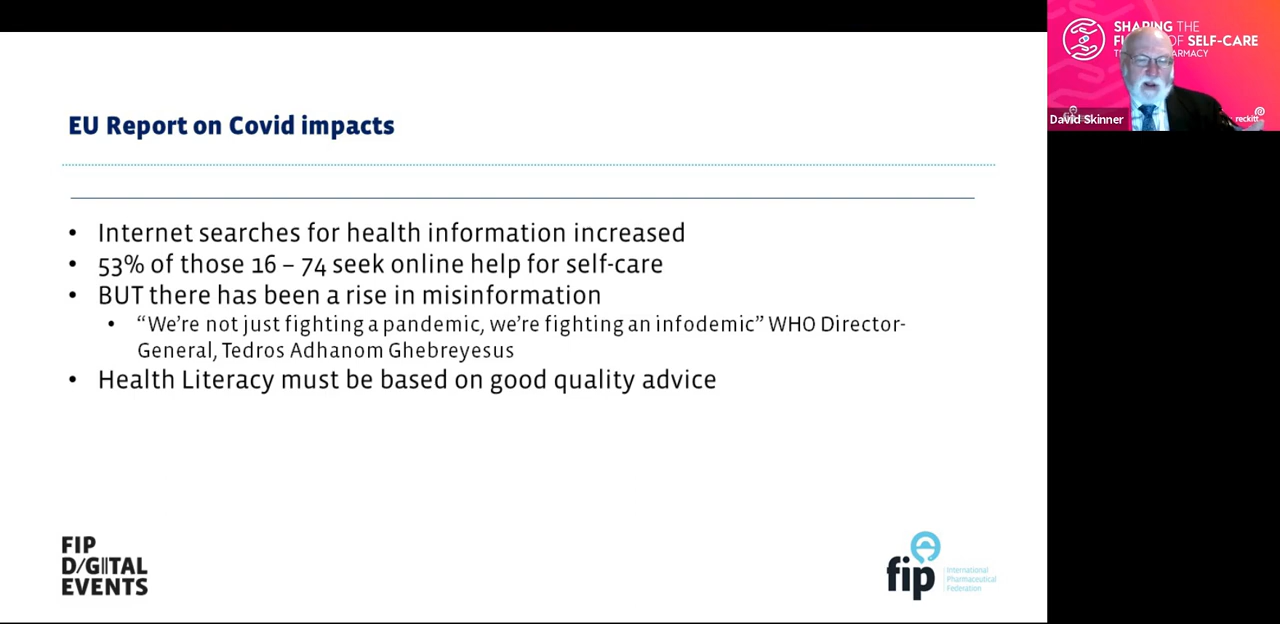 EU Report on Covid impacts
• Internet searches for health information increased
• 53% of those 16 – 74 seek online help for self-care
• BUT there has been a rise in misinformation
• “We’re not just fighting a pandemic, we’re fighting an infodemic” WHO Director-
General, Tedros Adhanom Ghebreyesus
• Health Literacy must be based on good quality advice
FIP
D/GITAL
EVENTS
fip
International
Pharmaceutical
Federation
SHARING THE
OF SELF-CARE
David Skinner
reckitt